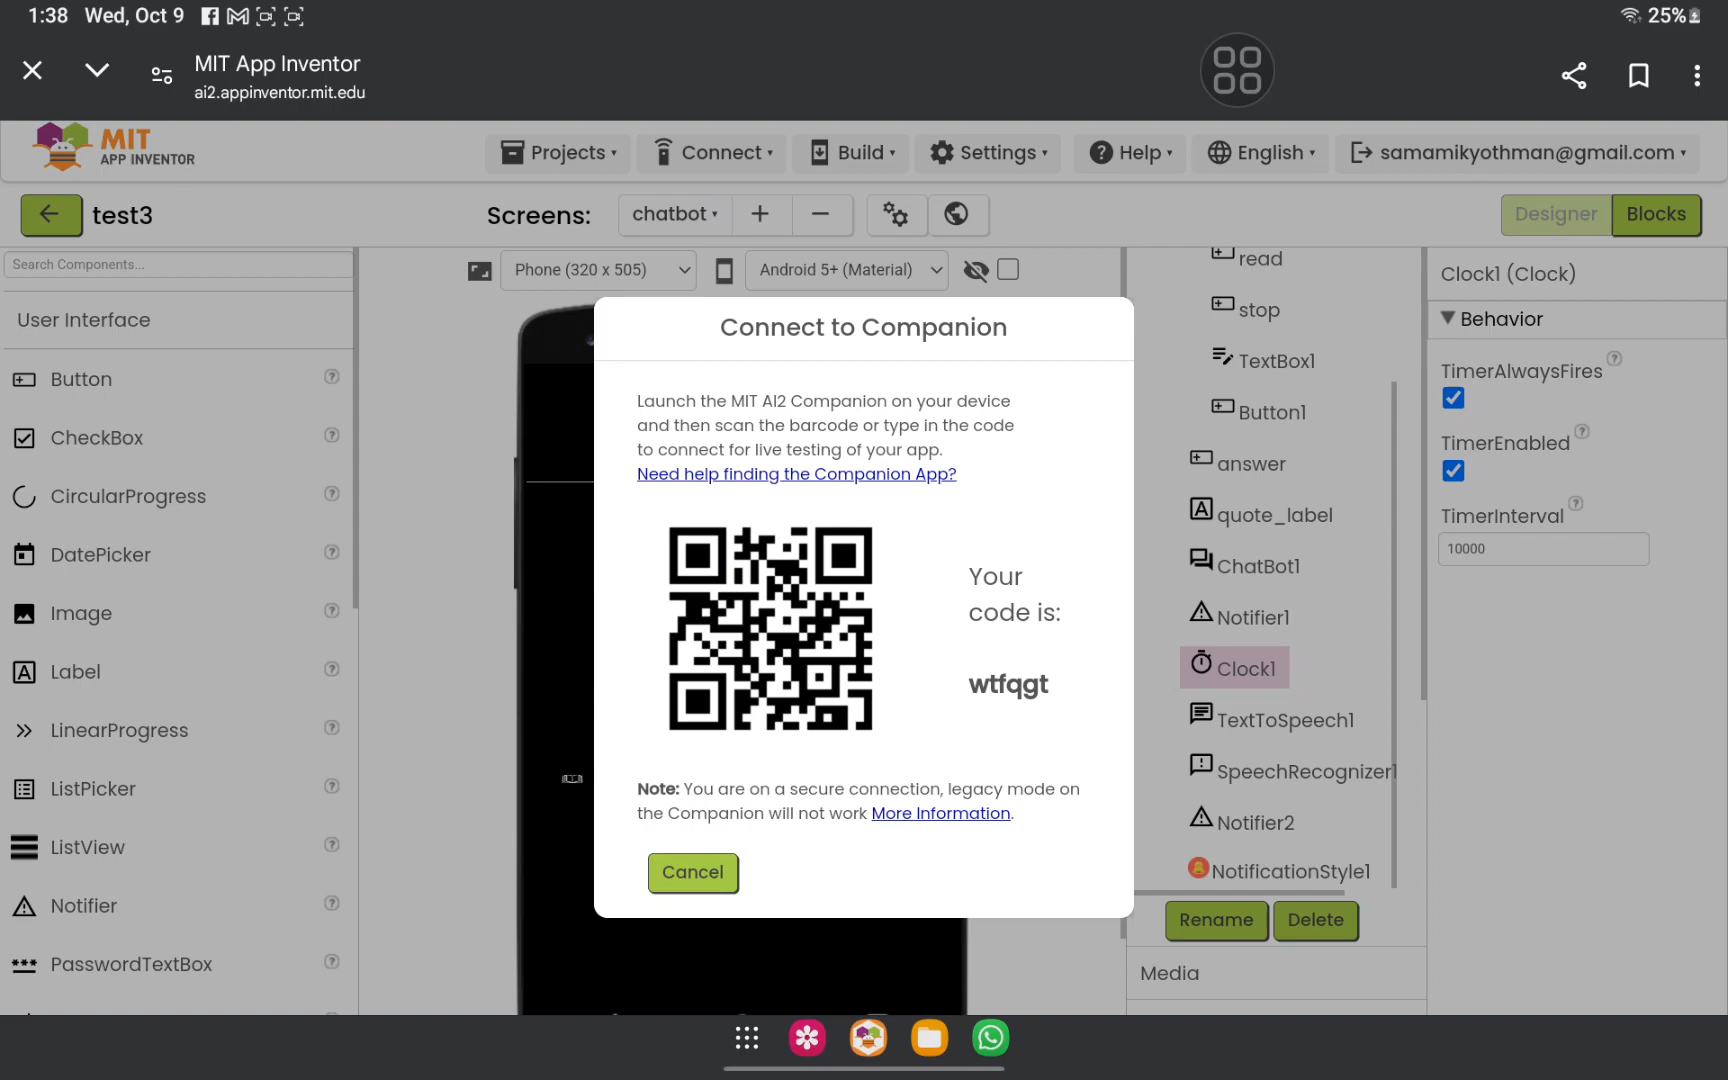 1:38 Wed, Oct 9
25%
MIT App Inventor
ai2.appinventor.mit.edu
MIT
APP INVENTOR
Projects
Connect
Build
Settings
Help
English
samamikyothman@gmail.com
test3
Screens:
chatbot
Designer
Blocks
Search Components...
Phone (320 x 505)
Android 5+ (Material)
User Interface
Button
CheckBox
CircularProgress
DatePicker
Image
Label
LinearProgress
ListPicker
ListView
Notifier
PasswordTextBox
Connect to Companion
Launch the MIT AI2 Companion on your device
and then scan the barcode or type in the code
to connect for live testing of your app.
Need help finding the Companion App?
Your
code is:
wtfqgt
Note: You are on a secure connection, legacy mode on
the Companion will not work More Information.
Cancel
read
stop
TextBox1
Button1
answer
quote_label
ChatBot1
Notifier1
Clock1
TextToSpeech1
SpeechRecognizer1
Notifier2
NotificationStyle1
Rename
Delete
Media
Clock1 (Clock)
Behavior
TimerAlwaysFires
TimerEnabled
TimerInterval
10000